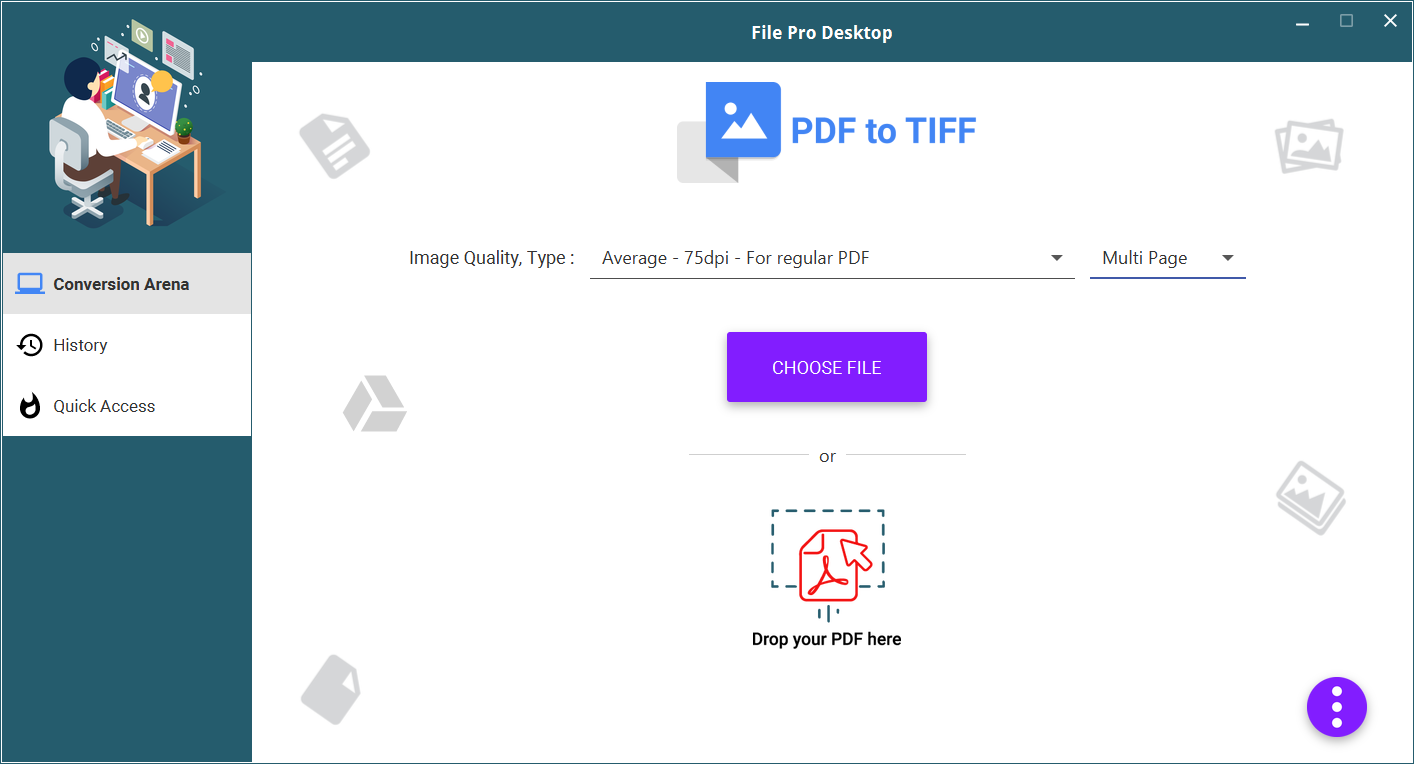 File Pro Desktop
PDF to TIFF
Image Quality, Type : Average - 75dpi - For regular PDF Multi Page
Conversion Arena
History
Quick Access
CHOOSE FILE
or
Drop your PDF here